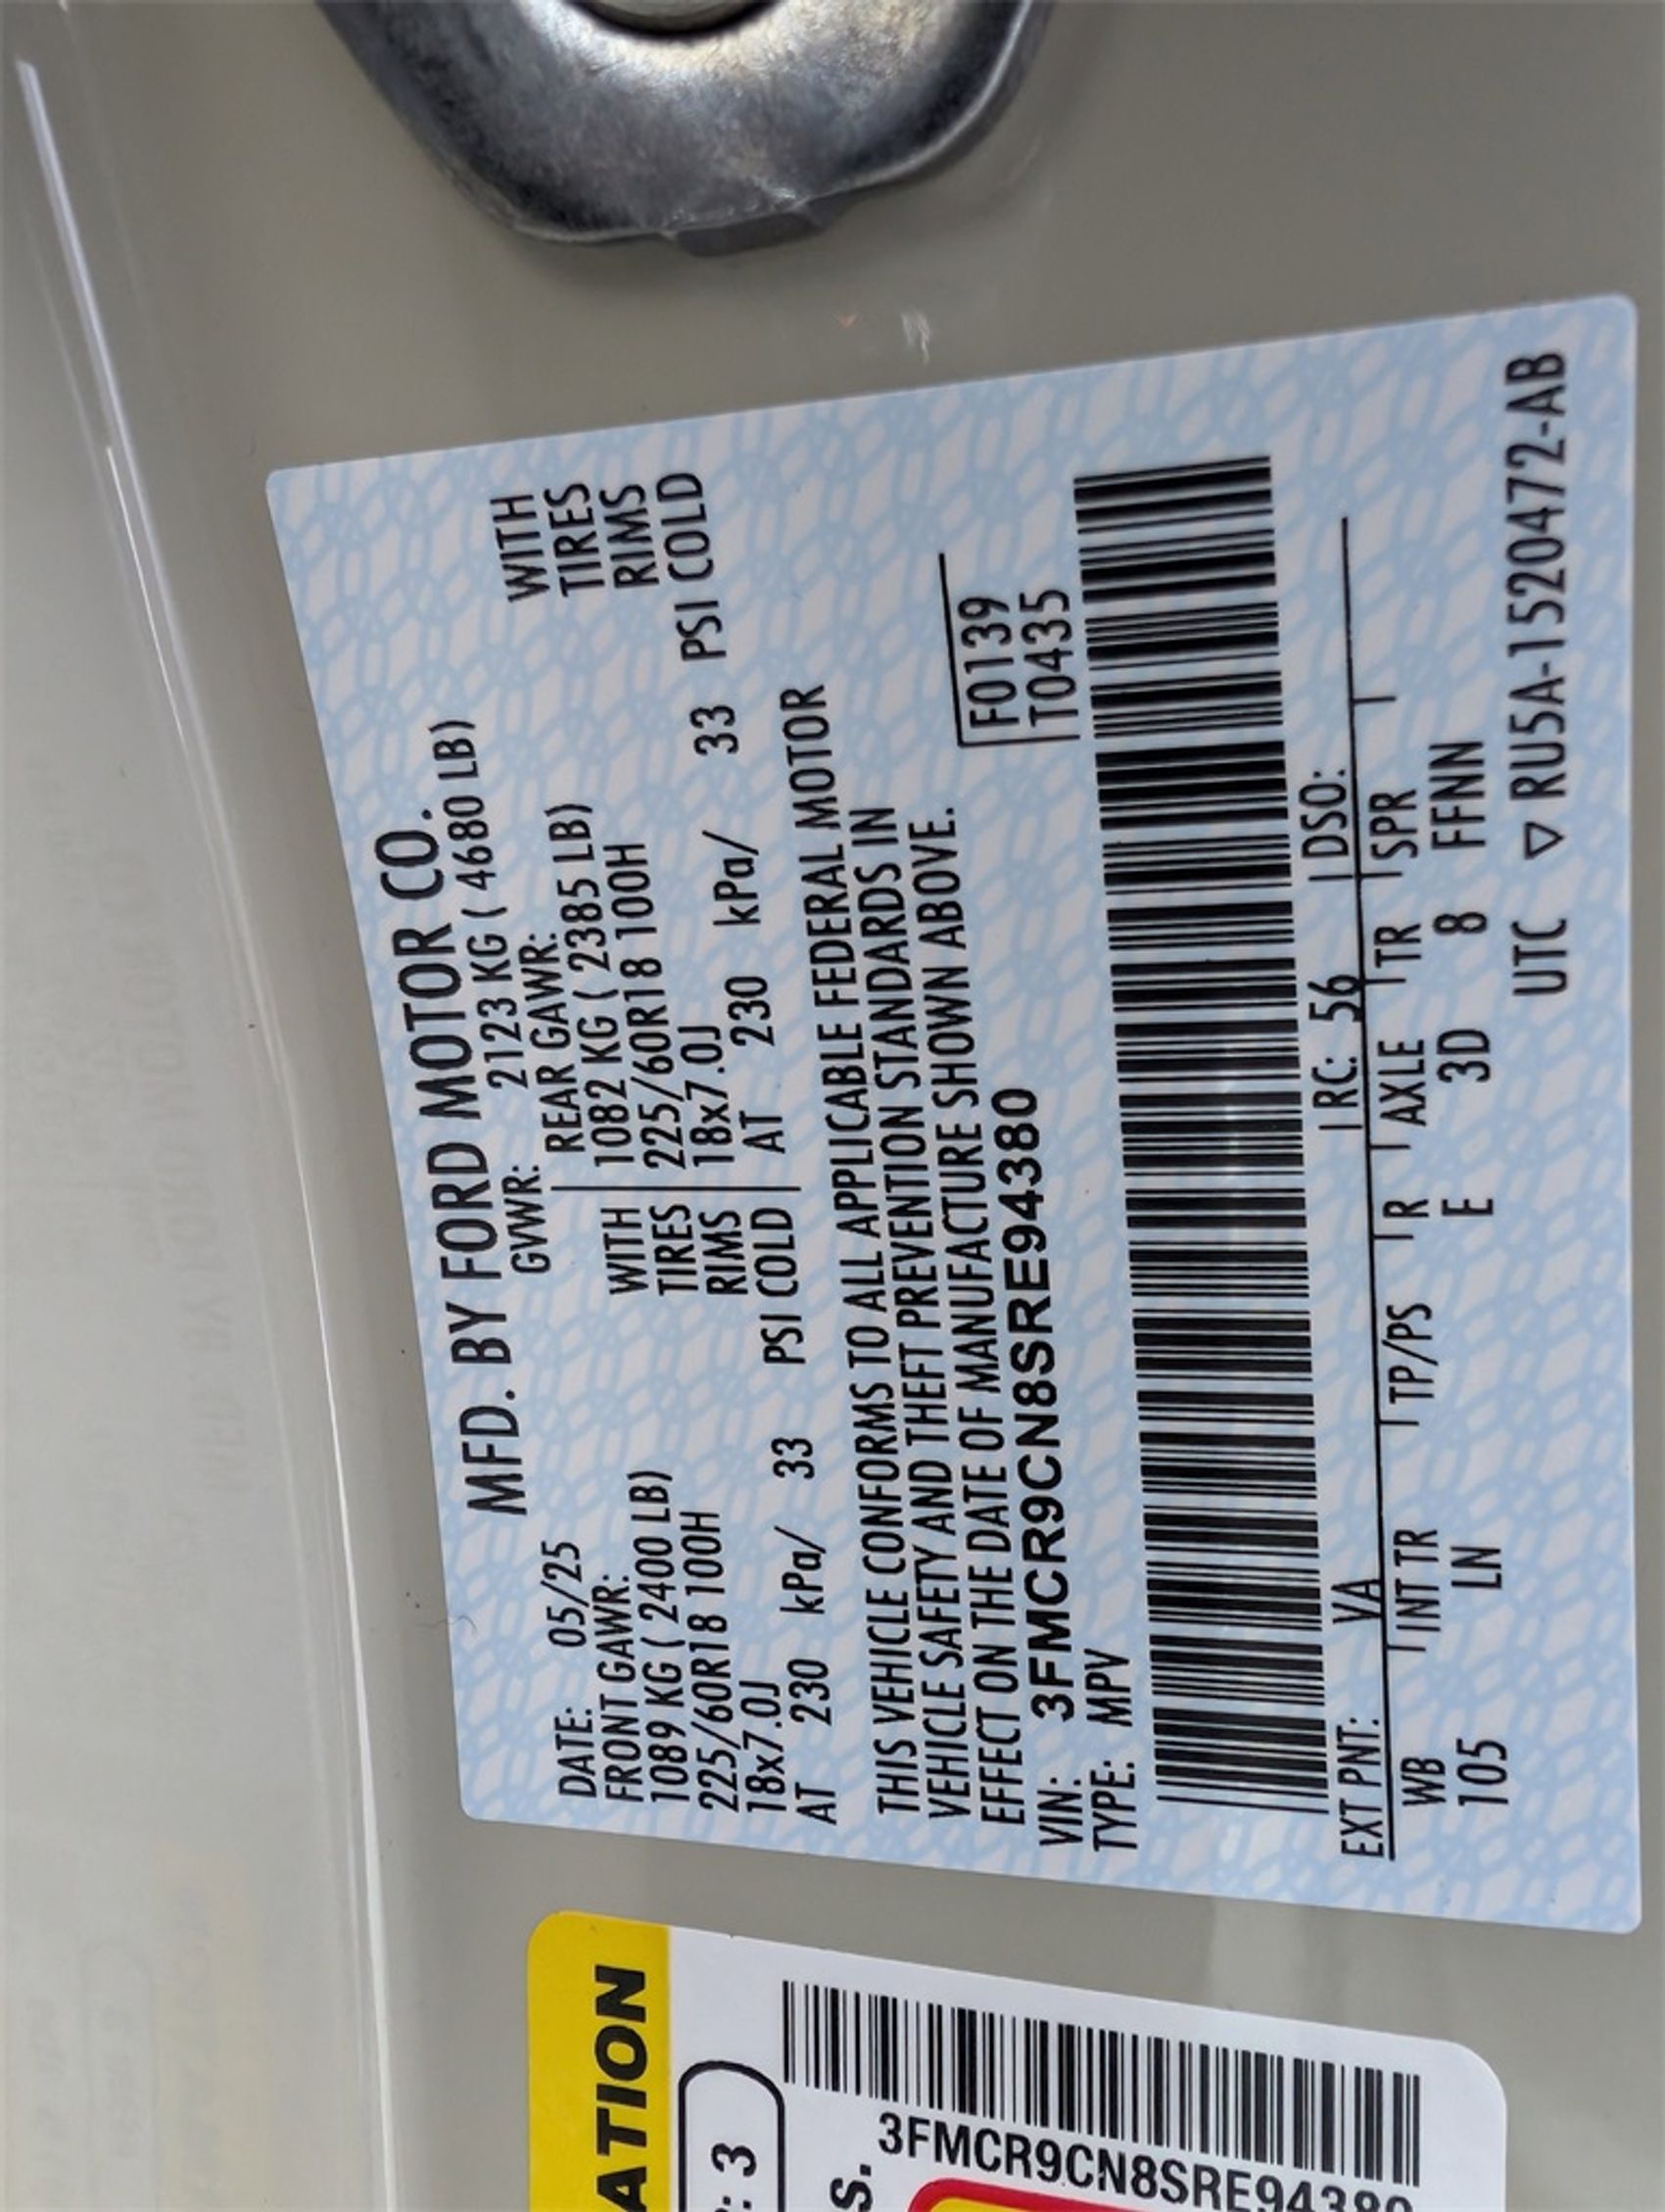 MFD. BY FORD MOTOR CO.
DATE: 05/25 GVWR: 2123 KG ( 4680 LB)
FRONT GAWR: REAR GAWR:
1089 KG ( 2400 LB) WITH 1082 KG ( 2385 LB) WITH
225/60R18 100H TIRES 225/60R18 100H TIRES
18x7.0J RIMS 18x7.0J RIMS
AT 230 kPa/ 33 PSI COLD AT 230 kPa/ 33 PSI COLD
THIS VEHICLE CONFORMS TO ALL APPLICABLE FEDERAL MOTOR
VEHICLE SAFETY AND THEFT PREVENTION STANDARDS IN
EFFECT ON THE DATE OF MANUFACTURE SHOWN ABOVE.
VIN: 3FMCR9CN8SRE94380 F0139
TYPE: MPV T0435
EXT PNT: VA RC: 56 DSO:
WB INT TR TP/PS R AXLE TR SPR
105 LN E 3D 8 FFNN
UTC ▽ RU5A-1520472-AB
ATION
: 3
s.
3FMCR9CN8SRE94380